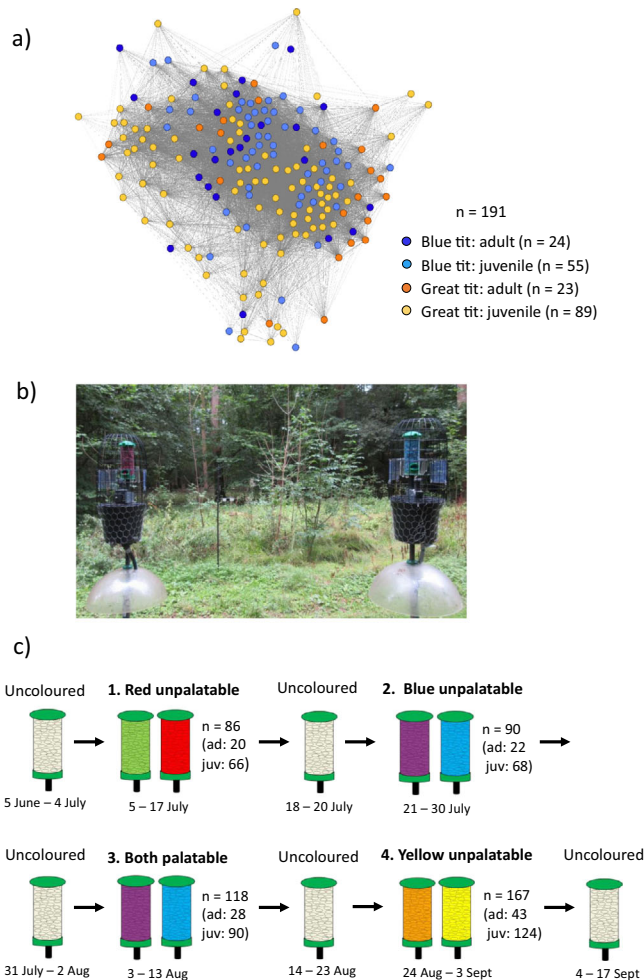 a)
n = 191
Blue tit: adult (n = 24)
Blue tit: juvenile (n = 55)
Great tit: adult (n = 23)
Great tit: juvenile (n = 89)
b)
c)
Uncoloured
1. Red unpalatable
Uncoloured
2. Blue unpalatable
n = 86
(ad: 20
juv: 66)
n = 90
(ad: 22
juv: 68)
5 June – 4 July
5 – 17 July
18 – 20 July
21 – 30 July
Uncoloured
3. Both palatable
Uncoloured
4. Yellow unpalatable
Uncoloured
n = 118
(ad: 28
juv: 90)
n = 167
(ad: 43
juv: 124)
31 July – 2 Aug
3 – 13 Aug
14 – 23 Aug
24 Aug – 3 Sept
4 – 17 Sept